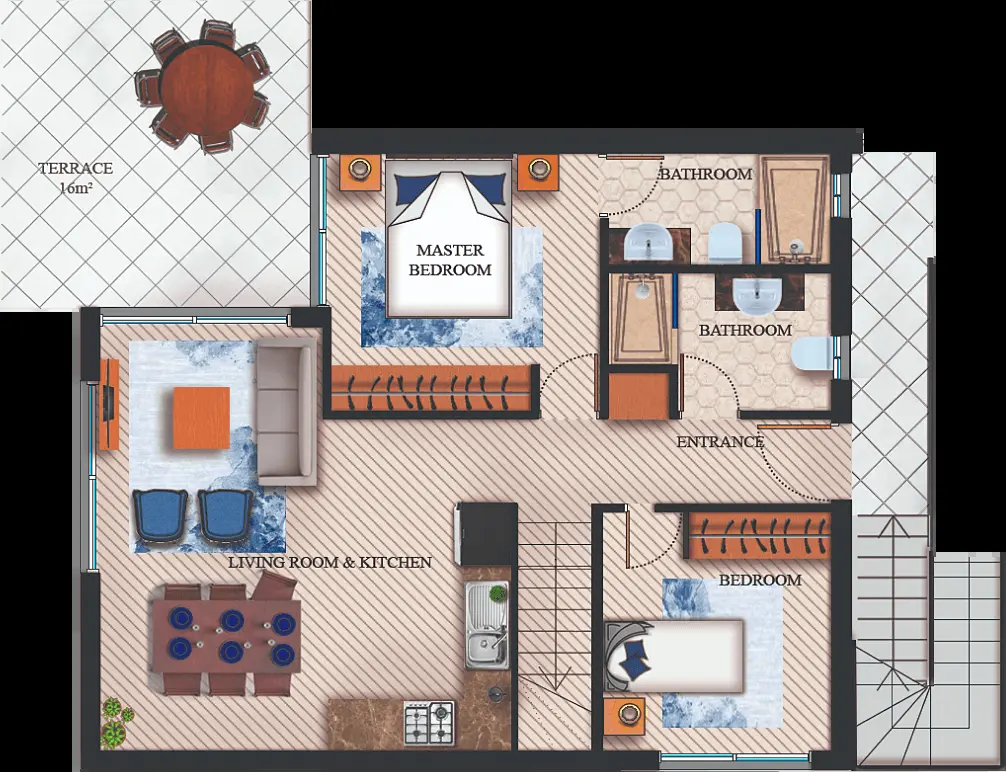 TERRACE
16m²
BATHROOM
MASTER
BEDROOM
BATHROOM
ENTRANCE
LIVING ROOM & KITCHEN
BEDROOM